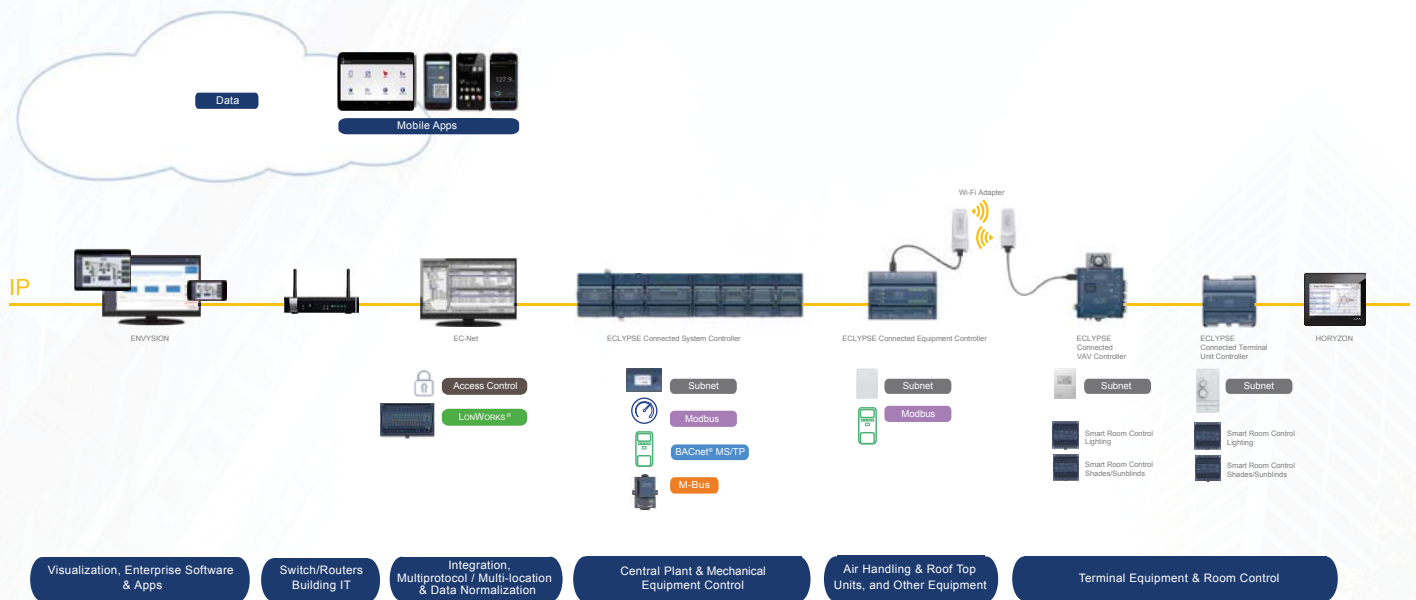 Data
Mobile Apps
127.9
Wi-Fi Adapter
IP
ENVYSION
EC-Net
ECLYPSE Connected System Controller
ECLYPSE Connected Equipment Controller
ECLYPSE
Connected
VAV Controller
ECLYPSE
Connected Terminal
Unit Controller
HORYZON
Access Control
LONWORKS®
Subnet
Modbus
BACnet® MS/TP
M-Bus
Subnet
Modbus
Subnet
Smart Room Control
Lighting
Smart Room Control
Shades/Sunblinds
Subnet
Smart Room Control
Lighting
Smart Room Control
Shades/Sunblinds
Visualization, Enterprise Software
& Apps
Switch/Routers
Building IT
Integration,
Multiprotocol / Multi-location
& Data Normalization
Central Plant & Mechanical
Equipment Control
Air Handling & Roof Top
Units, and Other Equipment
Terminal Equipment & Room Control